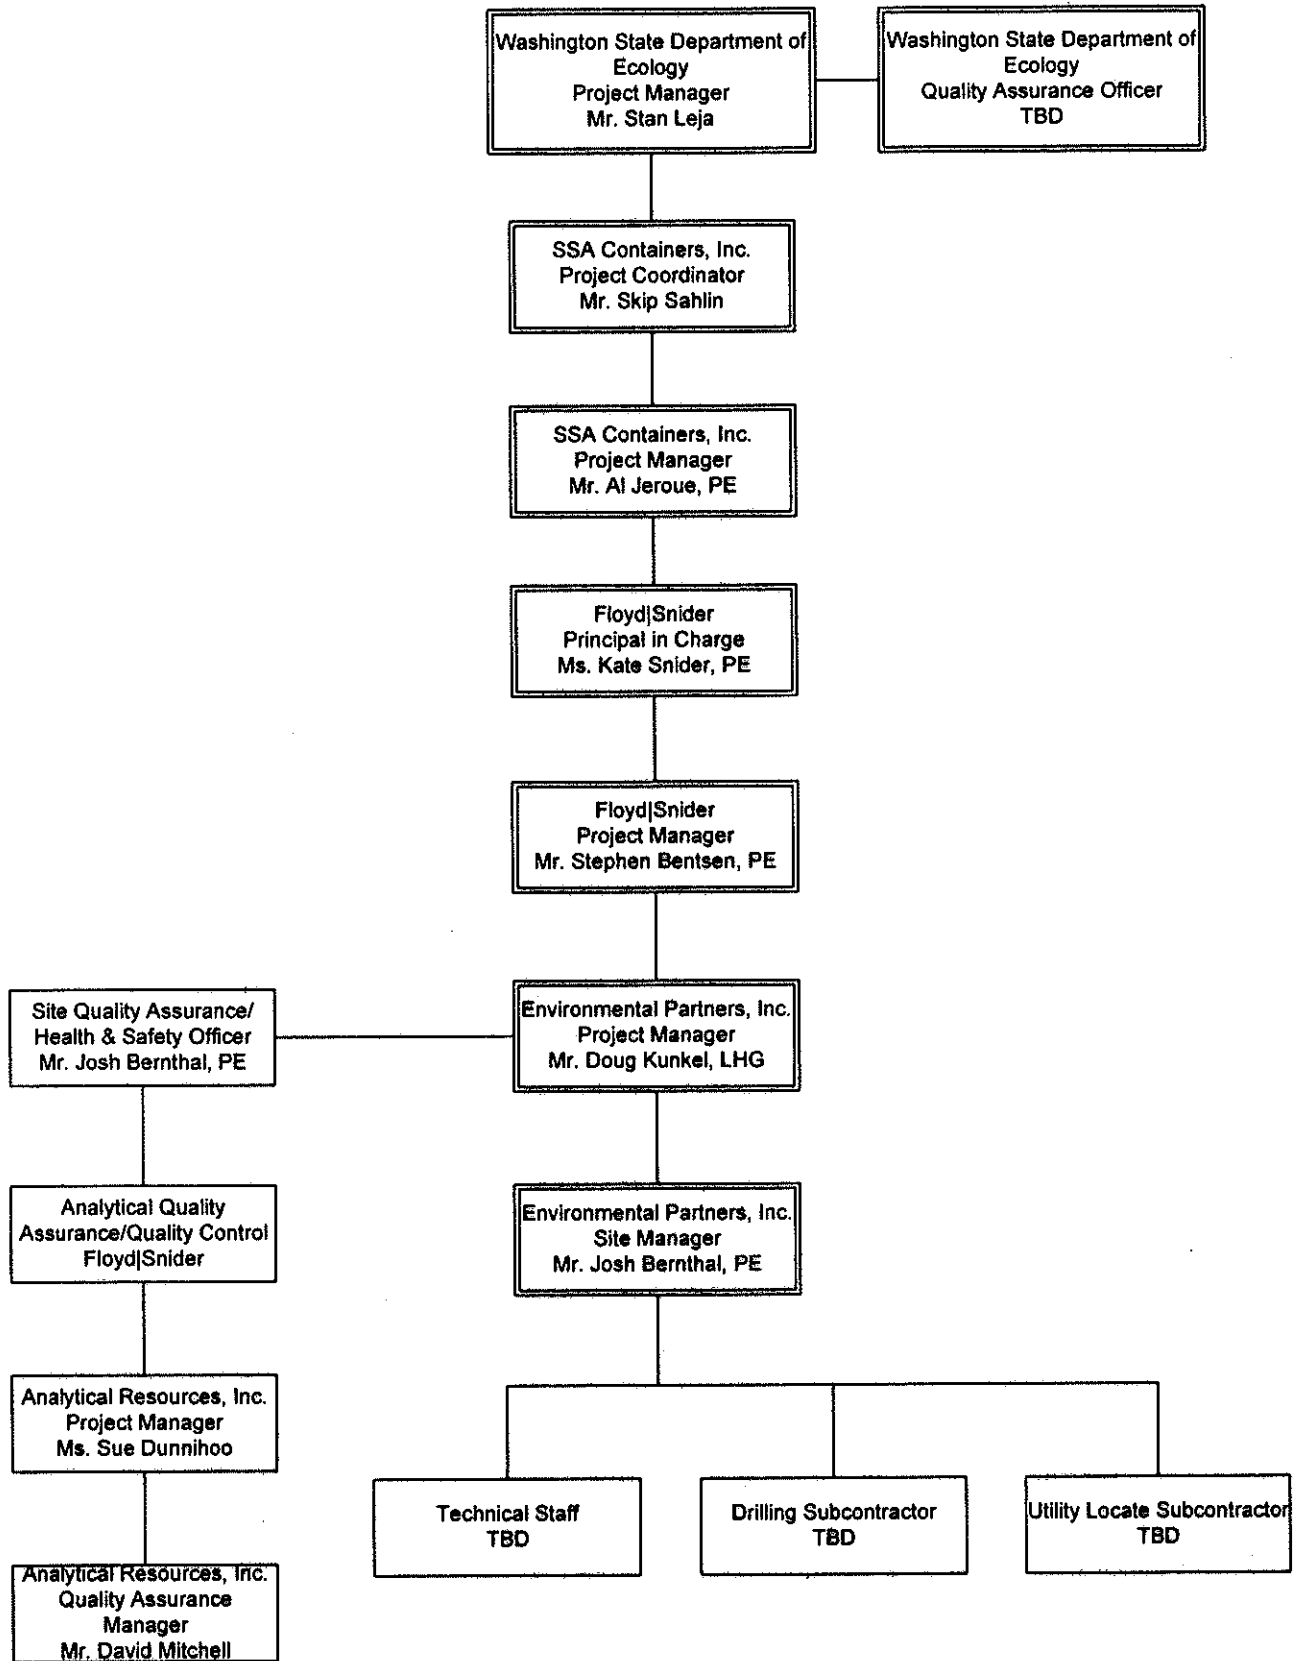 Washington State Department of
Ecology
Project Manager
Mr. Stan Leja
Washington State Department of
Ecology
Quality Assurance Officer
TBD
SSA Containers, Inc.
Project Coordinator
Mr. Skip Sahlin
SSA Containers, Inc.
Project Manager
Mr. Al Jeroue, PE
Floyd|Snider
Principal in Charge
Ms. Kate Snider, PE
Floyd|Snider
Project Manager
Mr. Stephen Bentsen, PE
Site Quality Assurance/
Health & Safety Officer
Mr. Josh Bernthal, PE
Environmental Partners, Inc.
Project Manager
Mr. Doug Kunkel, LHG
Analytical Quality
Assurance/Quality Control
Floyd|Snider
Environmental Partners, Inc.
Site Manager
Mr. Josh Bernthal, PE
Analytical Resources, Inc.
Project Manager
Ms. Sue Dunnihoo
Technical Staff
TBD
Drilling Subcontractor
TBD
Utility Locate Subcontractor
TBD
Analytical Resources, Inc.
Quality Assurance
Manager
Mr. David Mitchell